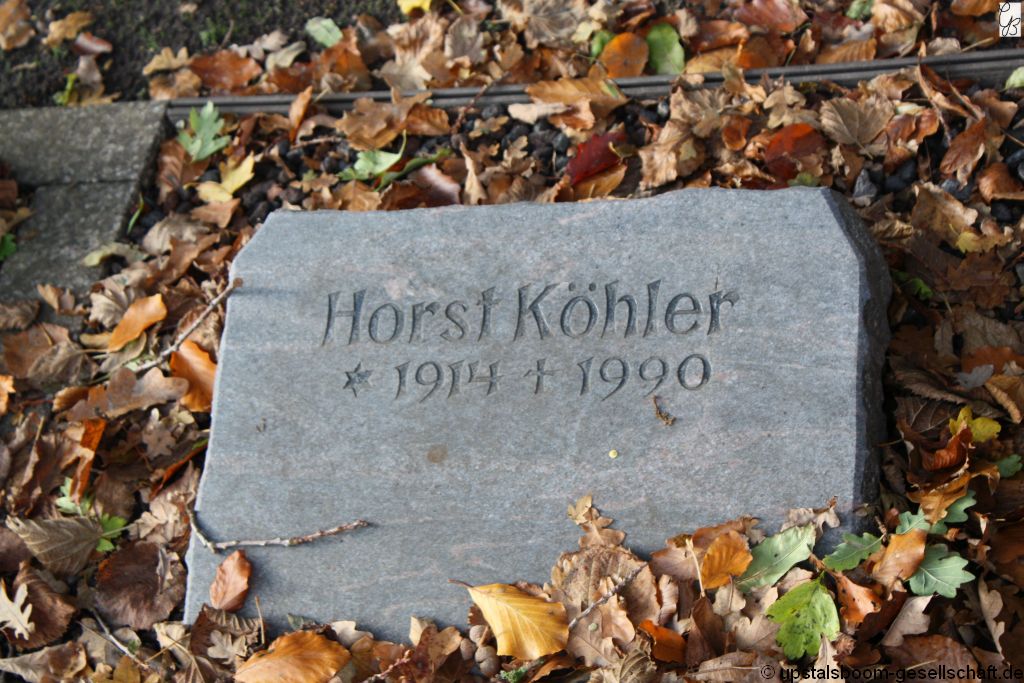 Horst Köhler
* 1914 + 1990
© upstalsboom-gesellschaft.de